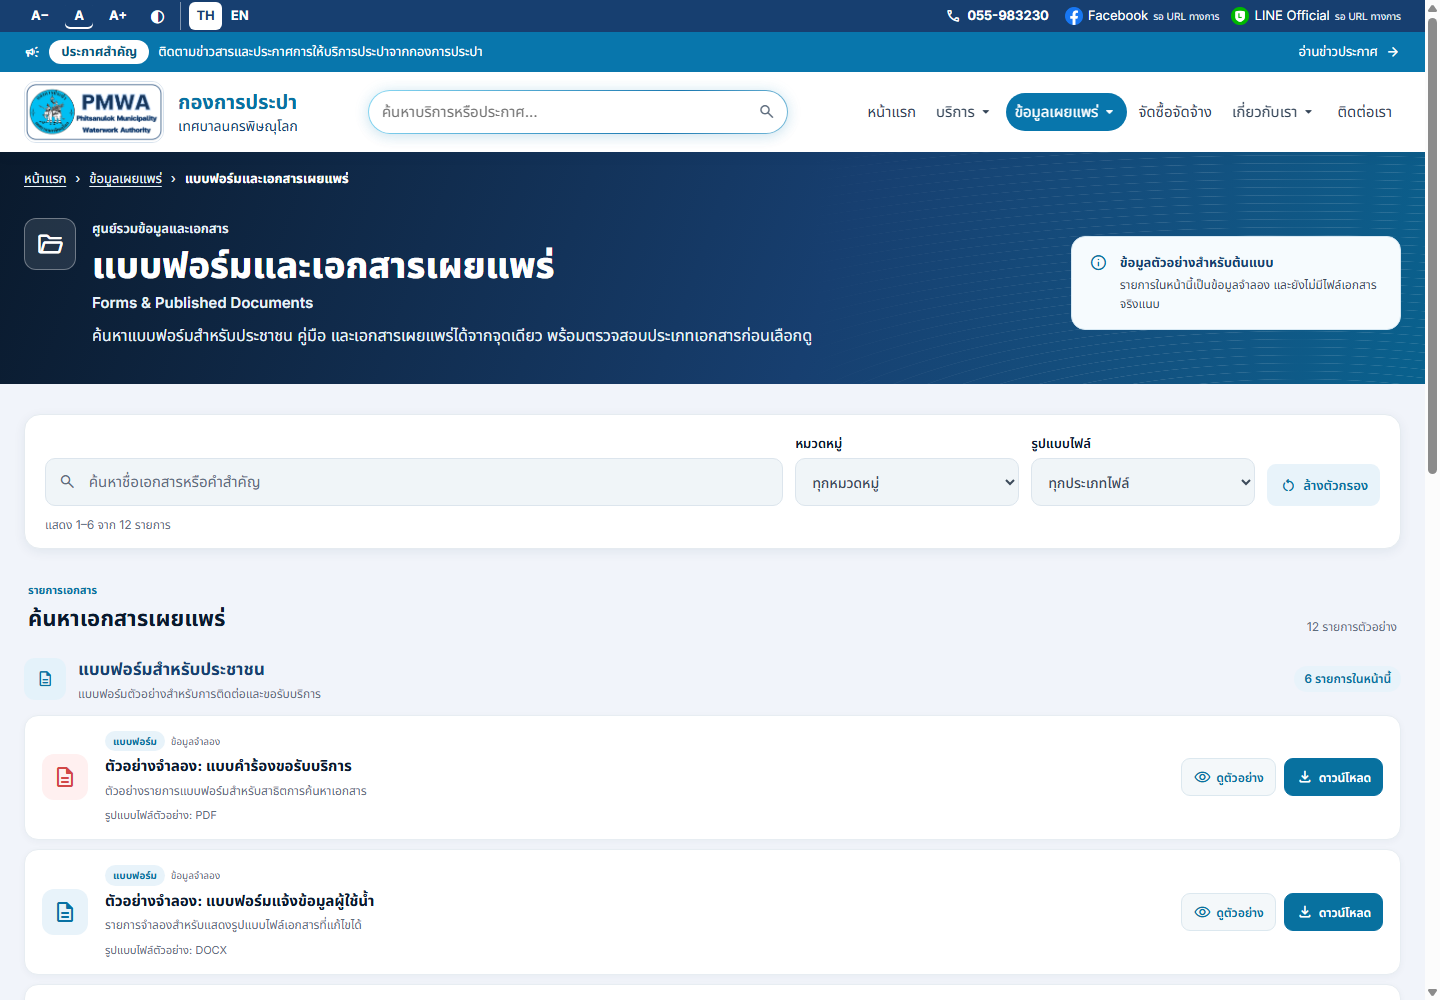 A− A A+ TH EN
055-983230 Facebook รอ URL ทางการ LINE Official รอ URL ทางการ
ประกาศสำคัญ ติดตามข่าวสารและประกาศการให้บริการประปาจากกองการประปา
อ่านข่าวประกาศ →
PMWA
Phitsanulok Municipality
Waterwork Authority
กองการประปา
เทศบาลนครพิษณุโลก
ค้นหาบริการหรือประกาศ...
หน้าแรก บริการ ข้อมูลเผยแพร่ จัดซื้อจัดจ้าง เกี่ยวกับเรา ติดต่อเรา
หน้าแรก › ข้อมูลเผยแพร่ › แบบฟอร์มและเอกสารเผยแพร่
ศูนย์รวมข้อมูลและเอกสาร
แบบฟอร์มและเอกสารเผยแพร่
Forms & Published Documents
ค้นหาแบบฟอร์มสำหรับประชาชน คู่มือ และเอกสารเผยแพร่ได้จากจุดเดียว พร้อมตรวจสอบประเภทเอกสารก่อนเลือกดู
ข้อมูลตัวอย่างสำหรับต้นแบบ
รายการในหน้านี้เป็นข้อมูลจำลอง และยังไม่มีไฟล์เอกสาร
จริงแนบ
หมวดหมู่ รูปแบบไฟล์
ค้นหาชื่อเอกสารหรือคำสำคัญ ทุกหมวดหมู่ ทุกประเภทไฟล์ ล้างตัวกรอง
แสดง 1–6 จาก 12 รายการ
รายการเอกสาร
ค้นหาเอกสารเผยแพร่
12 รายการตัวอย่าง
แบบฟอร์มสำหรับประชาชน
แบบฟอร์มตัวอย่างสำหรับการติดต่อและขอรับบริการ
6 รายการในหน้านี้
แบบฟอร์ม ข้อมูลจำลอง
ตัวอย่างจำลอง: แบบคำร้องขอรับบริการ
ตัวอย่างรายการแบบฟอร์มสำหรับสาธิตการค้นหาเอกสาร
รูปแบบไฟล์ตัวอย่าง: PDF
ดูตัวอย่าง ดาวน์โหลด
แบบฟอร์ม ข้อมูลจำลอง
ตัวอย่างจำลอง: แบบฟอร์มแจ้งข้อมูลผู้ใช้น้ำ
รายการจำลองสำหรับแสดงรูปแบบไฟล์เอกสารที่แก้ไขได้
รูปแบบไฟล์ตัวอย่าง: DOCX
ดูตัวอย่าง ดาวน์โหลด